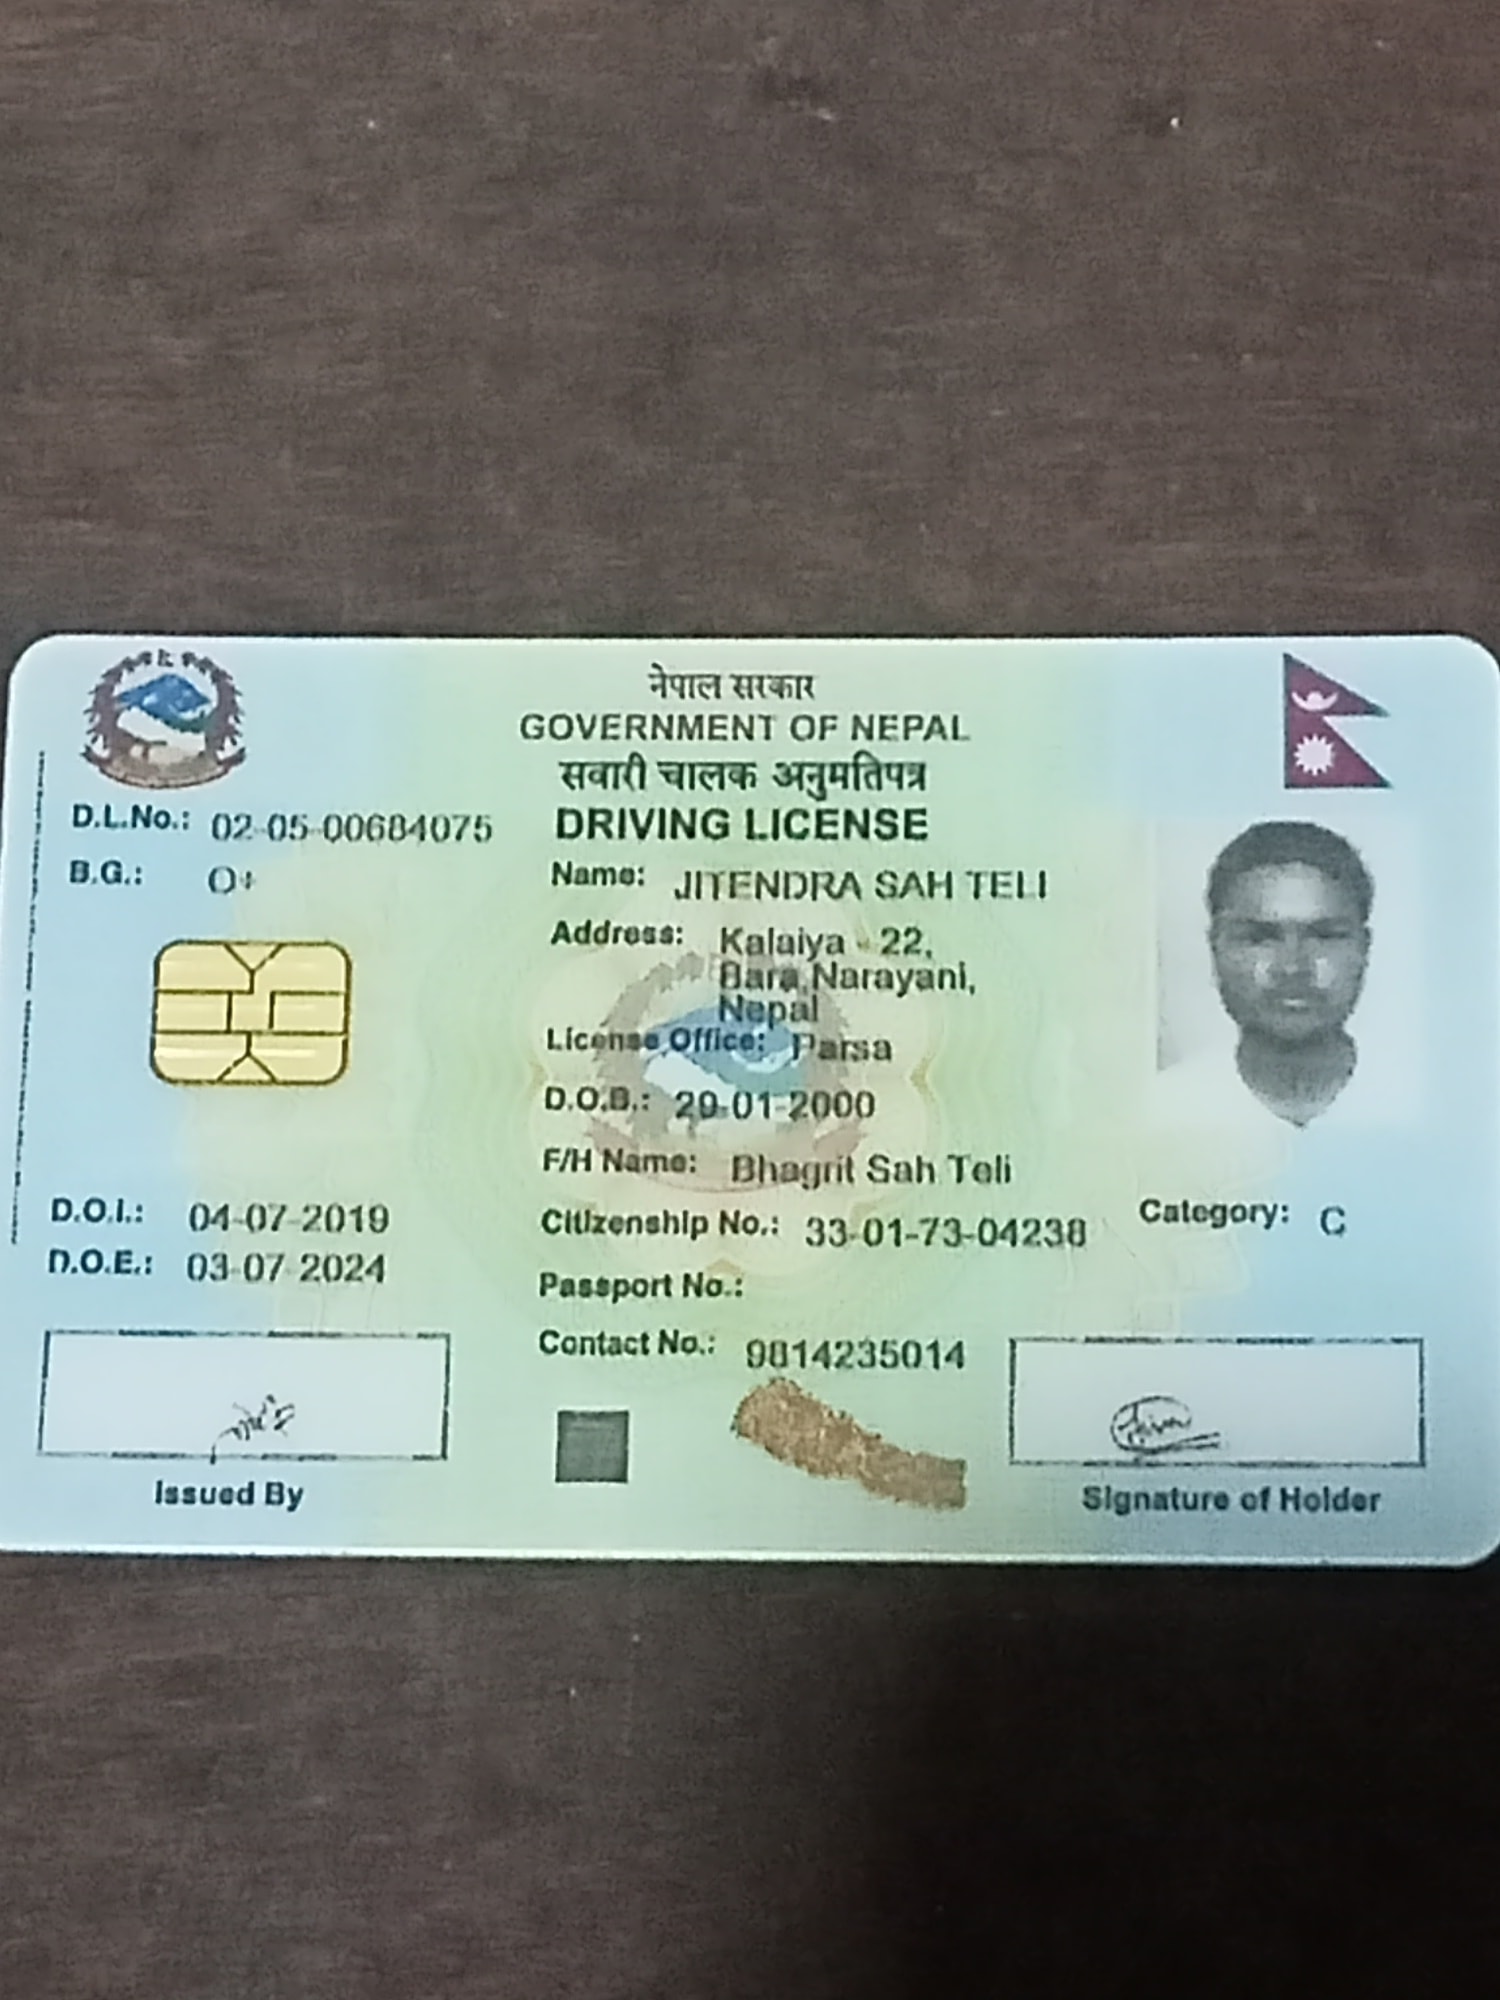 नेपाल सरकार
GOVERNMENT OF NEPAL
सवारी चालक अनुमतिपत्र
DRIVING LICENSE
D.L.No.: 02-05-00684075
B.G.: O+
Name: JITENDRA SAH TELI
Address: Kalaiya - 22,
Bara,Narayani,
Nepal
License Office: Parsa
D.O.B.: 29-01-2000
F/H Name: Bhagrit Sah Teli
D.O.I.: 04-07-2019
Citizenship No.: 33-01-73-04238
Category: C
D.O.E.: 03-07-2024
Passport No.:
Contact No.: 9814235014
Issued By
Signature of Holder